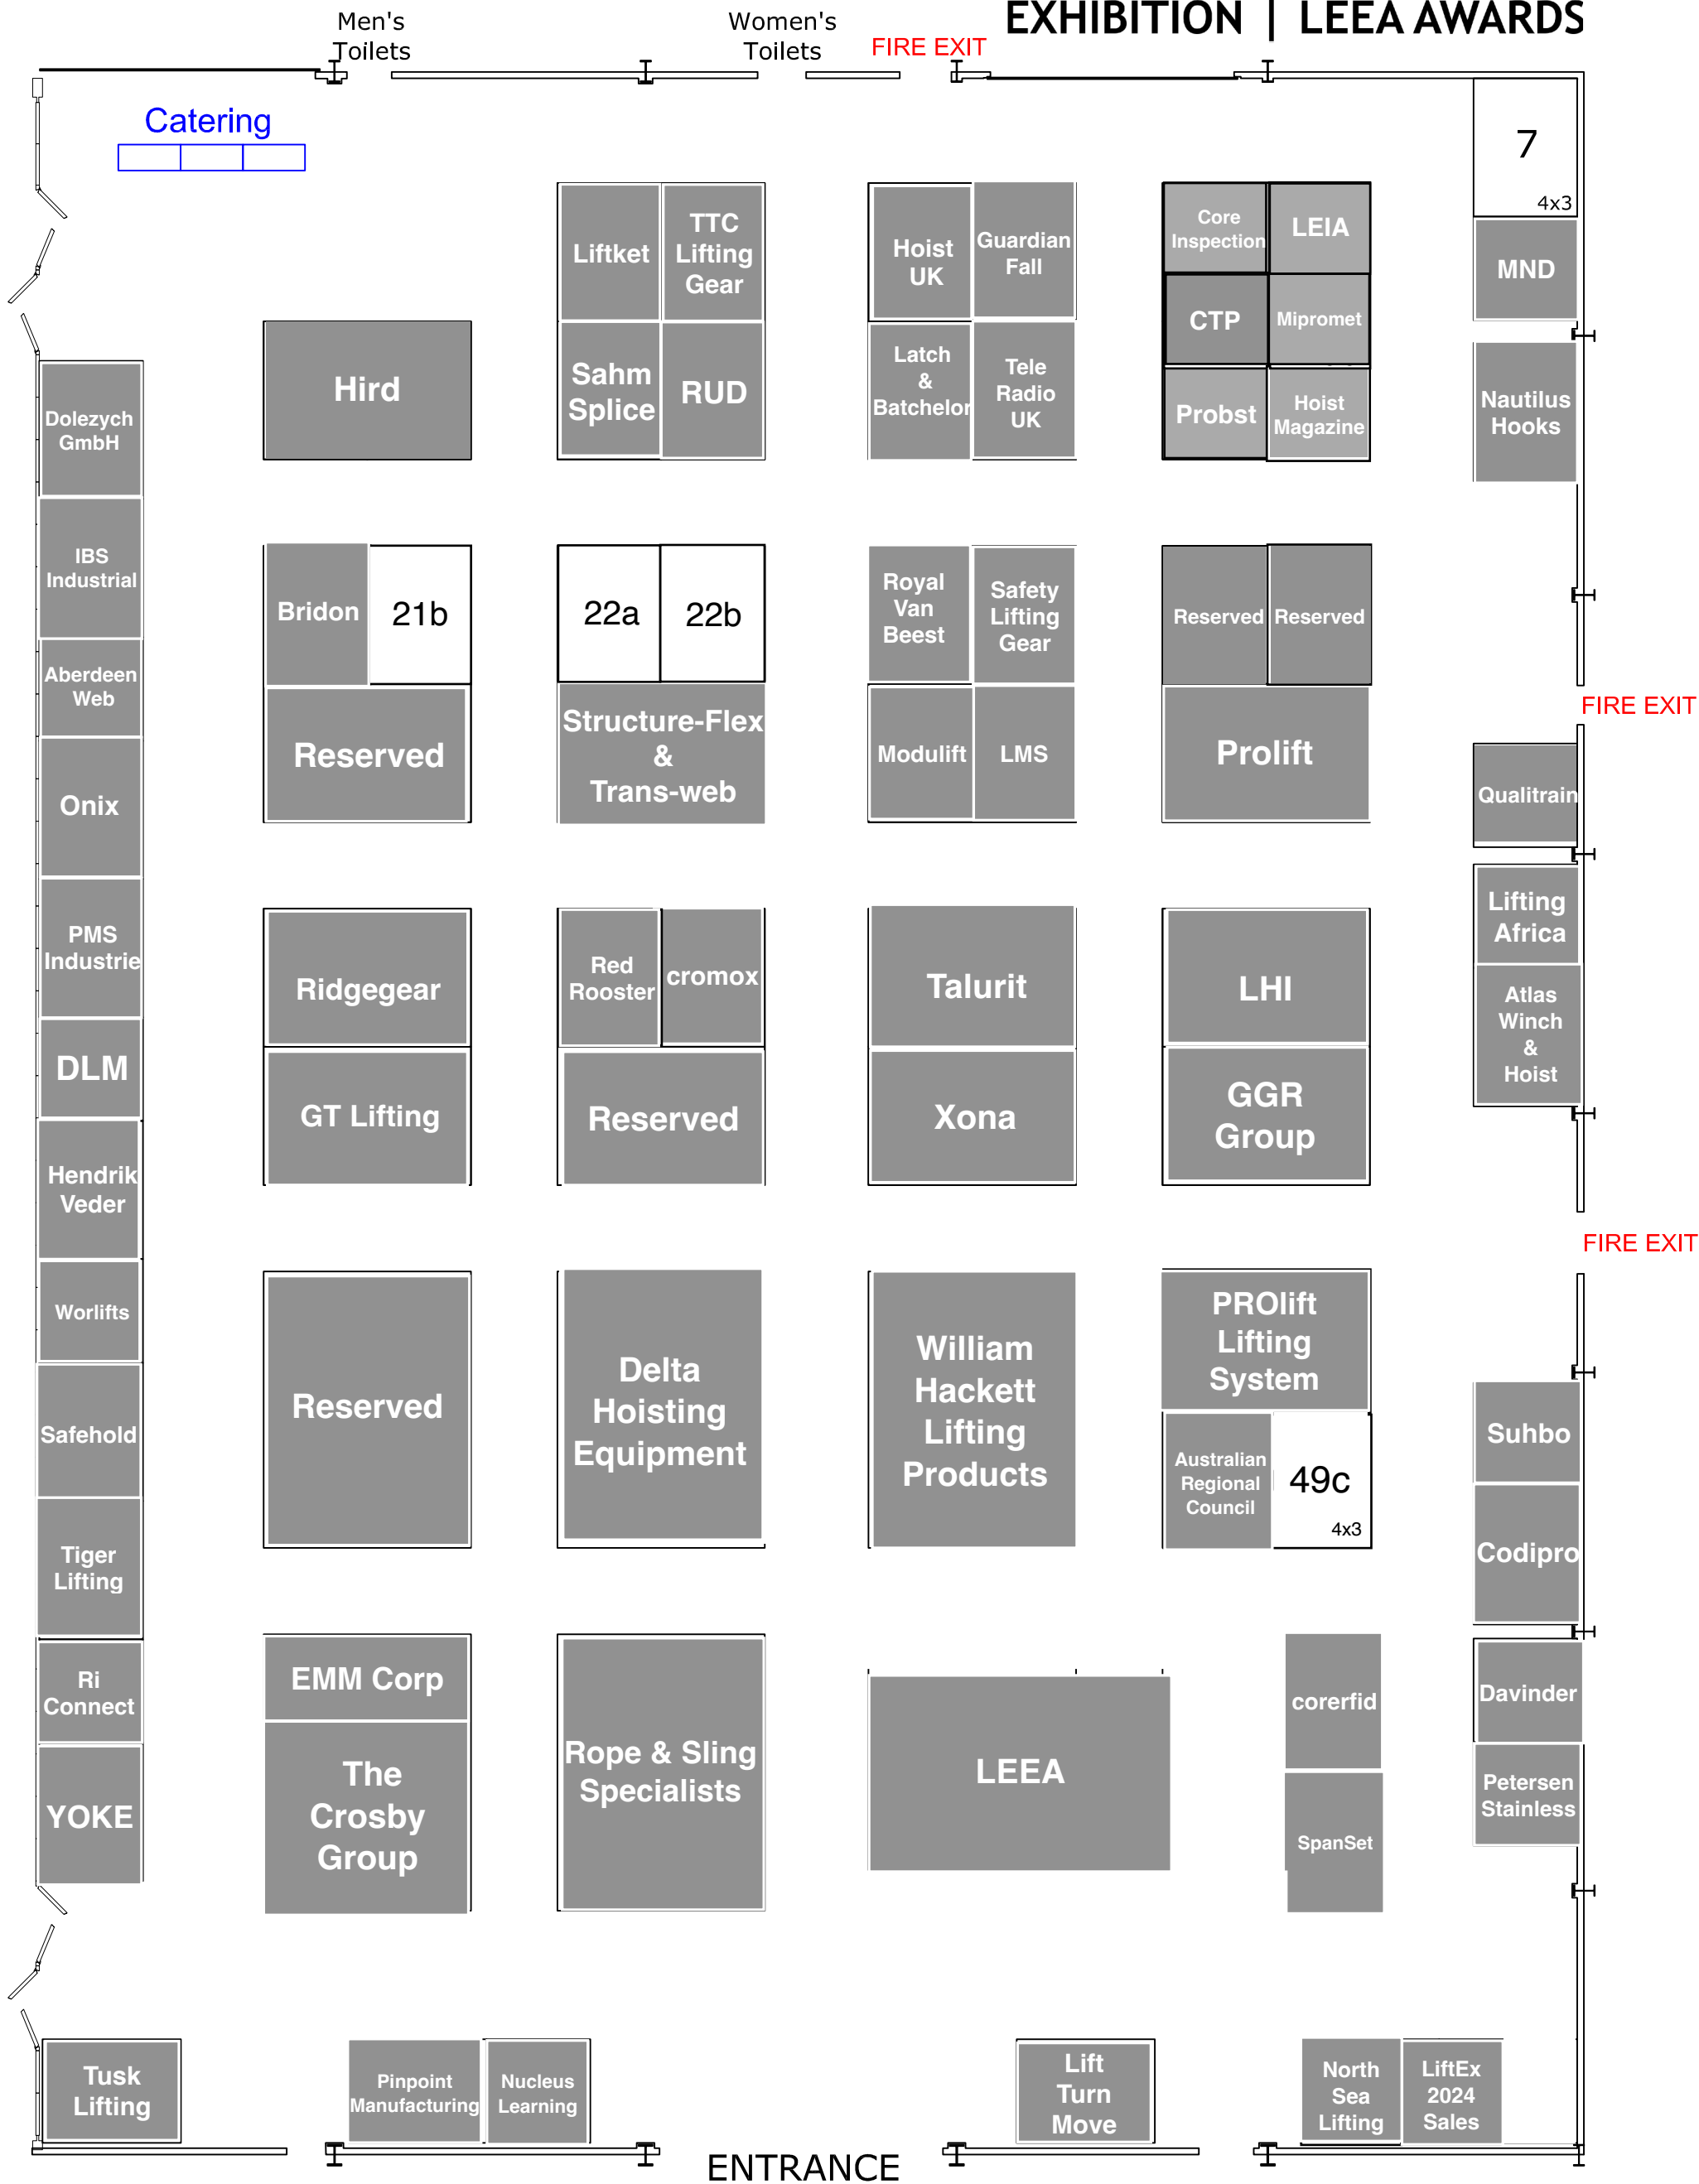 EXHIBITION | LEEA AWARDS
Men's
Toilets
Women's
Toilets
FIRE EXIT
Catering
7
4x3
Liftket
TTC
Lifting
Gear
Hoist
UK
Guardian
Fall
Core
Inspection
LEIA
MND
CTP
Mipromet
Hird
Sahm
Splice
RUD
Latch
&
Batchelor
Tele
Radio
UK
Probst
Hoist
Magazine
Nautilus
Hooks
Dolezych
GmbH
IBS
Industrial
Bridon
21b
22a
22b
Royal
Van
Beest
Safety
Lifting
Gear
Reserved
Reserved
Aberdeen
Web
FIRE EXIT
Reserved
Structure-Flex
&
Trans-web
Modulift
LMS
Prolift
Onix
Qualitrain
PMS
Industrie
Ridgegear
Red
Rooster
cromox
Talurit
LHI
Lifting
Africa
Atlas
Winch
&
Hoist
DLM
GT Lifting
Reserved
Xona
GGR
Group
Hendrik
Veder
FIRE EXIT
Worlifts
Reserved
Delta
Hoisting
Equipment
William
Hackett
Lifting
Products
PROlift
Lifting
System
Safehold
Australian
Regional
Council
49c
4x3
Suhbo
Tiger
Lifting
Codipro
Ri
Connect
EMM Corp
Rope & Sling
Specialists
LEEA
corerfid
Davinder
YOKE
The
Crosby
Group
SpanSet
Petersen
Stainless
Tusk
Lifting
Pinpoint
Manufacturing
Nucleus
Learning
Lift
Turn
Move
North
Sea
Lifting
LiftEx
2024
Sales
ENTRANCE